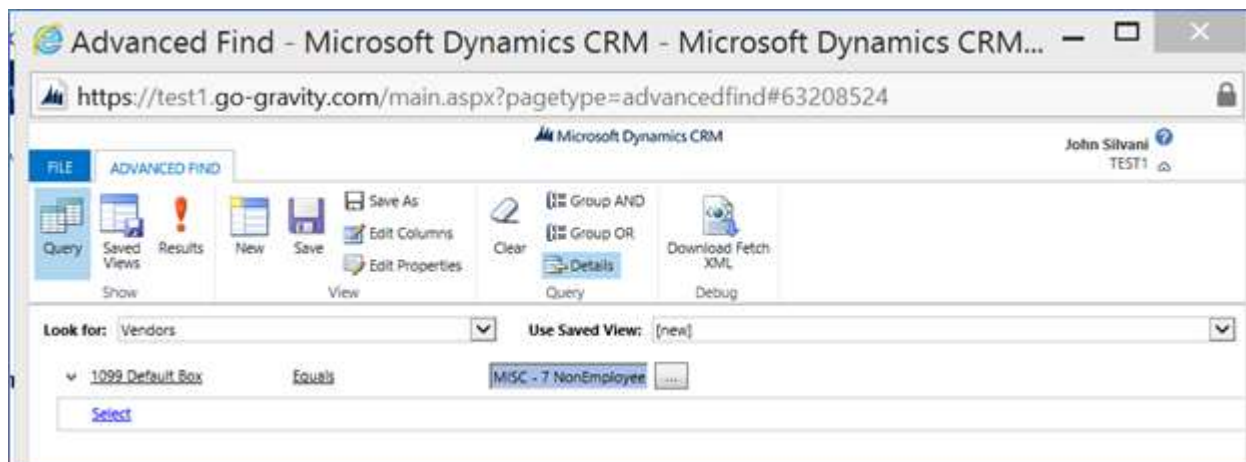 Advanced Find - Microsoft Dynamics CRM - Microsoft Dynamics CRM...
https://test1.go-gravity.com/main.aspx?pagetype=advancedfind#63208524
Microsoft Dynamics CRM
John Silvani
TEST1
FILE ADVANCED FIND
Save As Group AND
Edit Columns Group OR
Query Saved Views Results New Save Clear Download Fetch XML
Edit Properties Details
Show View Query Debug
Look for: Vendors Use Saved View: [new]
1099 Default Box Equals MISC - 7 NonEmployee ...
Select